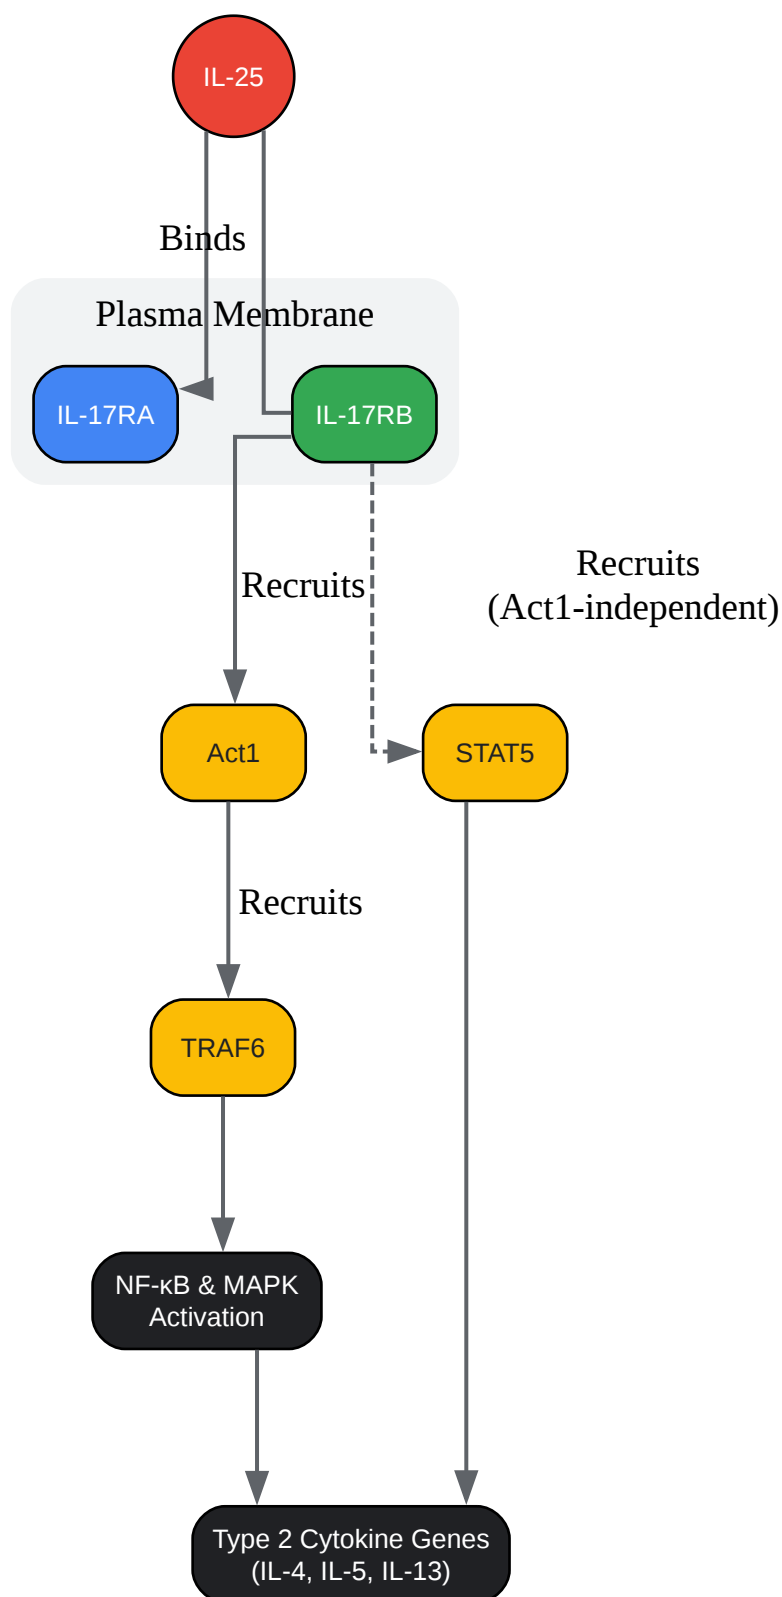 IL-25
Binds
Plasma Membrane
IL-17RA
IL-17RB
Recruits
Recruits
(Act1-independent)
Act1
STAT5
Recruits
TRAF6
NF-κB & MAPK
Activation
Type 2 Cytokine Genes
(IL-4, IL-5, IL-13)